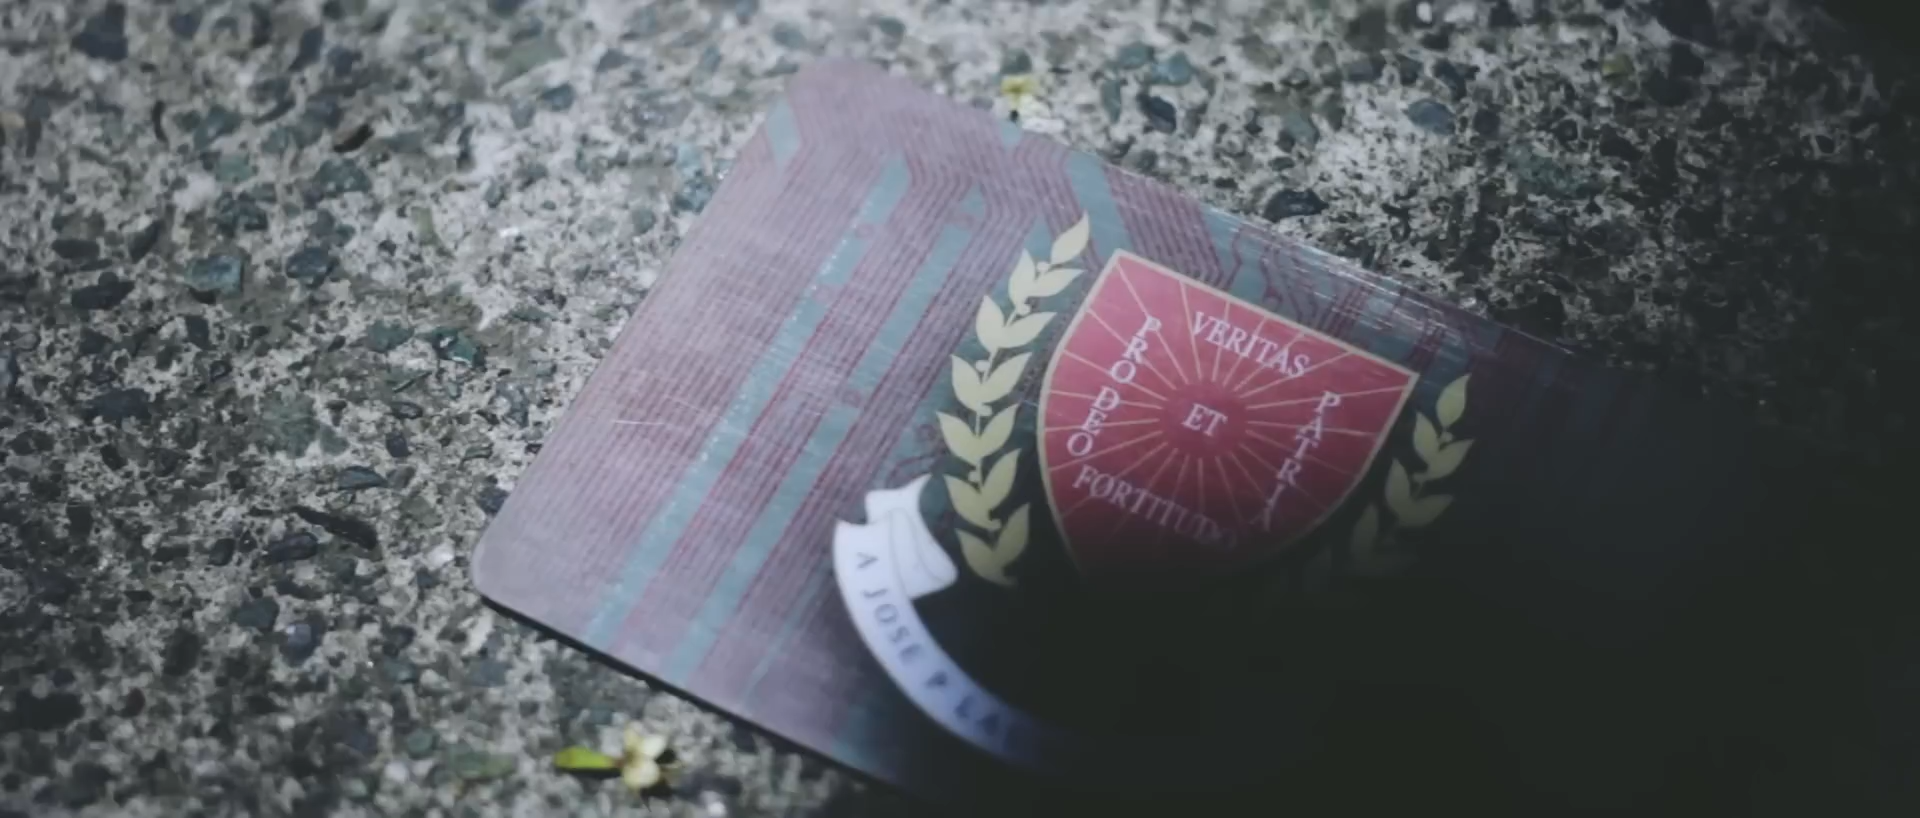 VERITAS
PRO DEO
ET
PATRIA
FORTITUDO
A JOSE P LA